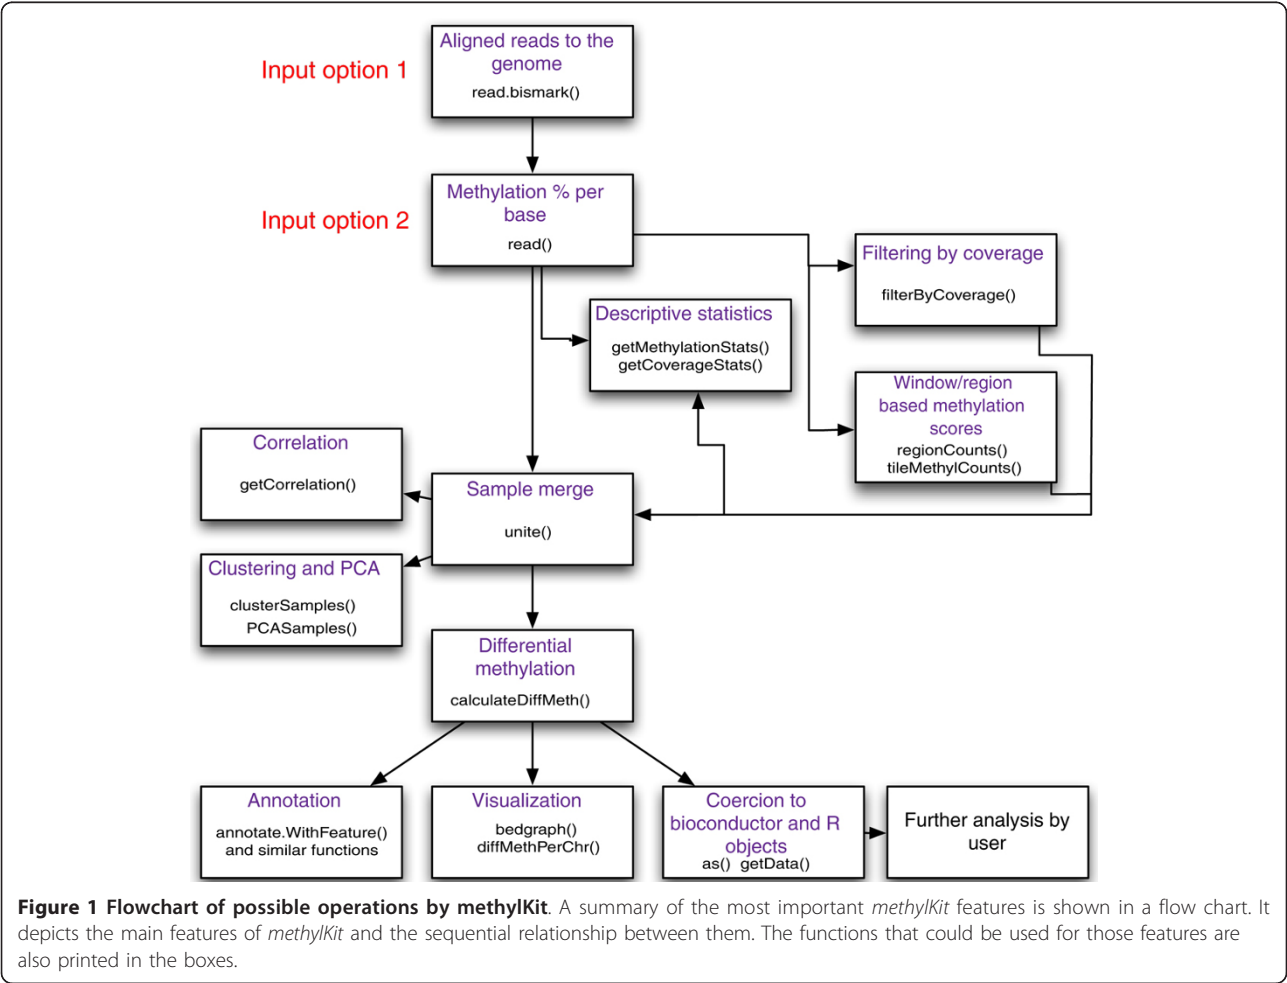 Input option 1
Aligned reads to the
genome
read.bismark()
Input option 2
Methylation % per
base
read()
Filtering by coverage
filterByCoverage()
Descriptive statistics
getMethylationStats()
getCoverageStats()
Window/region
based methylation
scores
regionCounts()
tileMethylCounts()
Correlation
getCorrelation()
Sample merge
unite()
Clustering and PCA
clusterSamples()
PCASamples()
Differential
methylation
calculateDiffMeth()
Annotation
annotate.WithFeature()
and similar functions
Visualization
bedgraph()
diffMethPerChr()
Coercion to
bioconductor and R
objects
as() getData()
Further analysis by
user
Figure 1 Flowchart of possible operations by methylKit. A summary of the most important methylKit features is shown in a flow chart. It
depicts the main features of methylKit and the sequential relationship between them. The functions that could be used for those features are
also printed in the boxes.